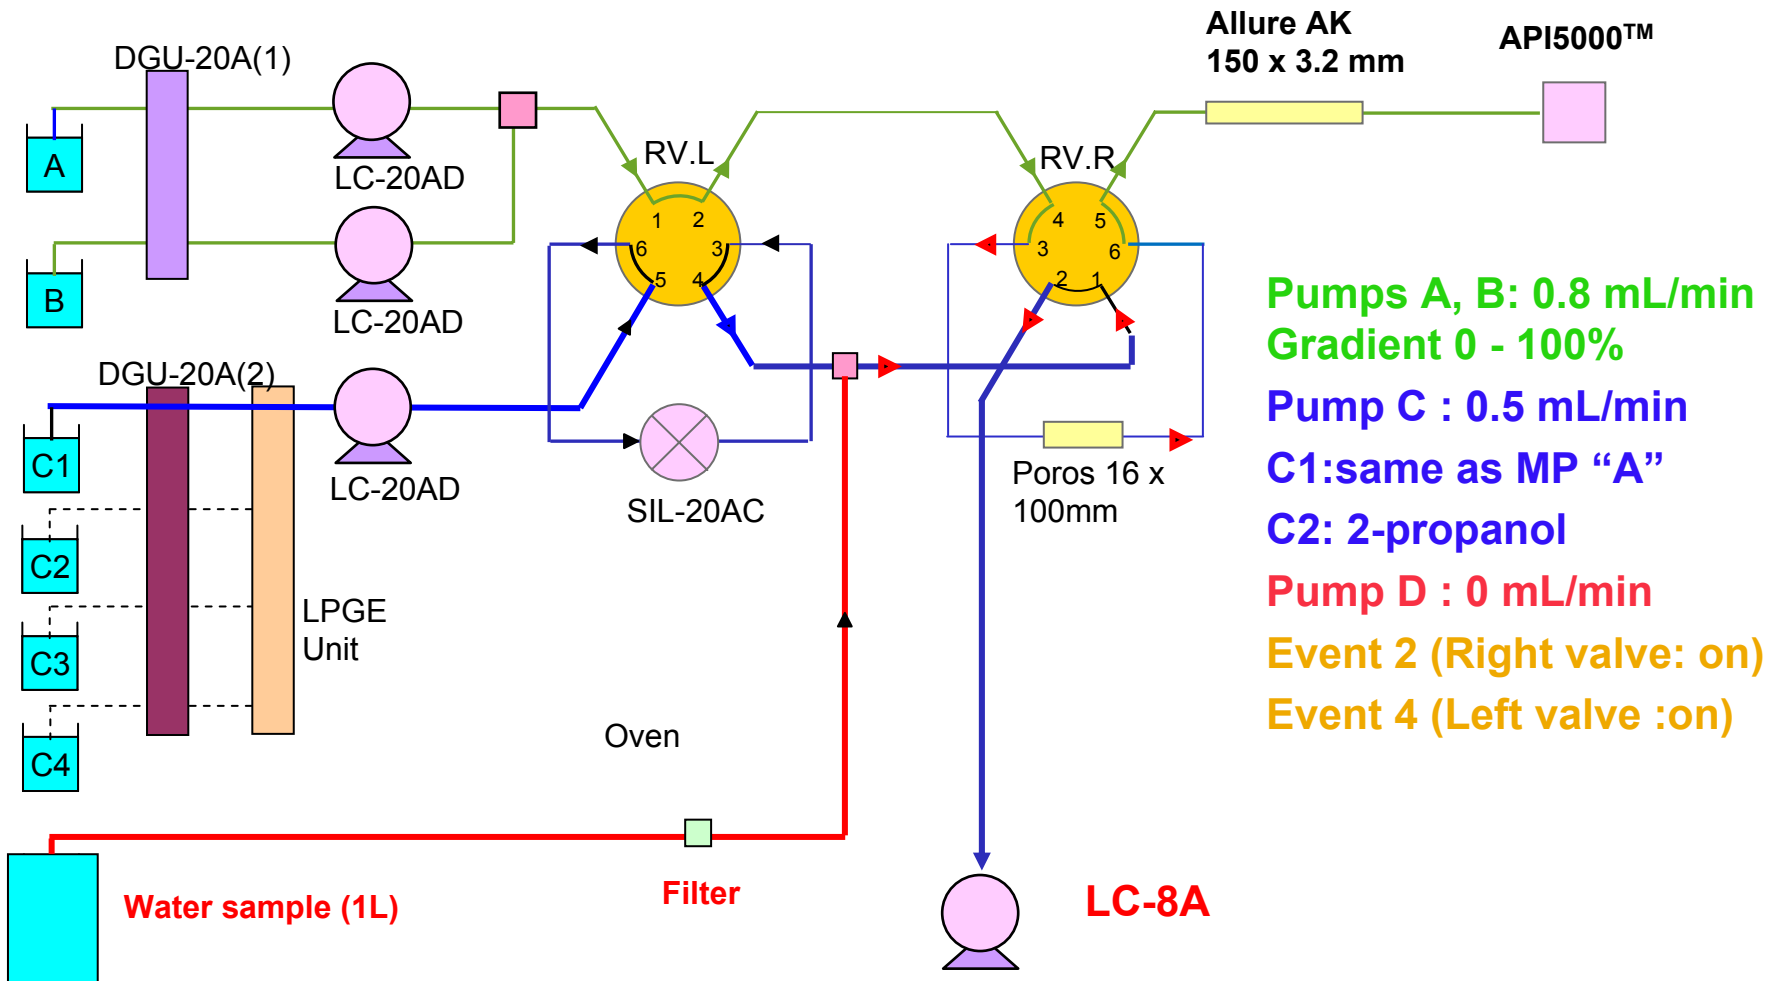 DGU-20A(1)
Allure AK
150 x 3.2 mm
API5000™
A
LC-20AD
RV.L
RV.R
1 2
6 3
5 4
4 5
3 6
2 1
B
LC-20AD
DGU-20A(2)
C1
LC-20AD
SIL-20AC
Poros 16 x
100mm
C2
C3
C4
LPGE
Unit
Oven
Water sample (1L)
Filter
LC-8A
Pumps A, B: 0.8 mL/min
Gradient 0 - 100%
Pump C : 0.5 mL/min
C1:same as MP “A”
C2: 2-propanol
Pump D : 0 mL/min
Event 2 (Right valve: on)
Event 4 (Left valve :on)